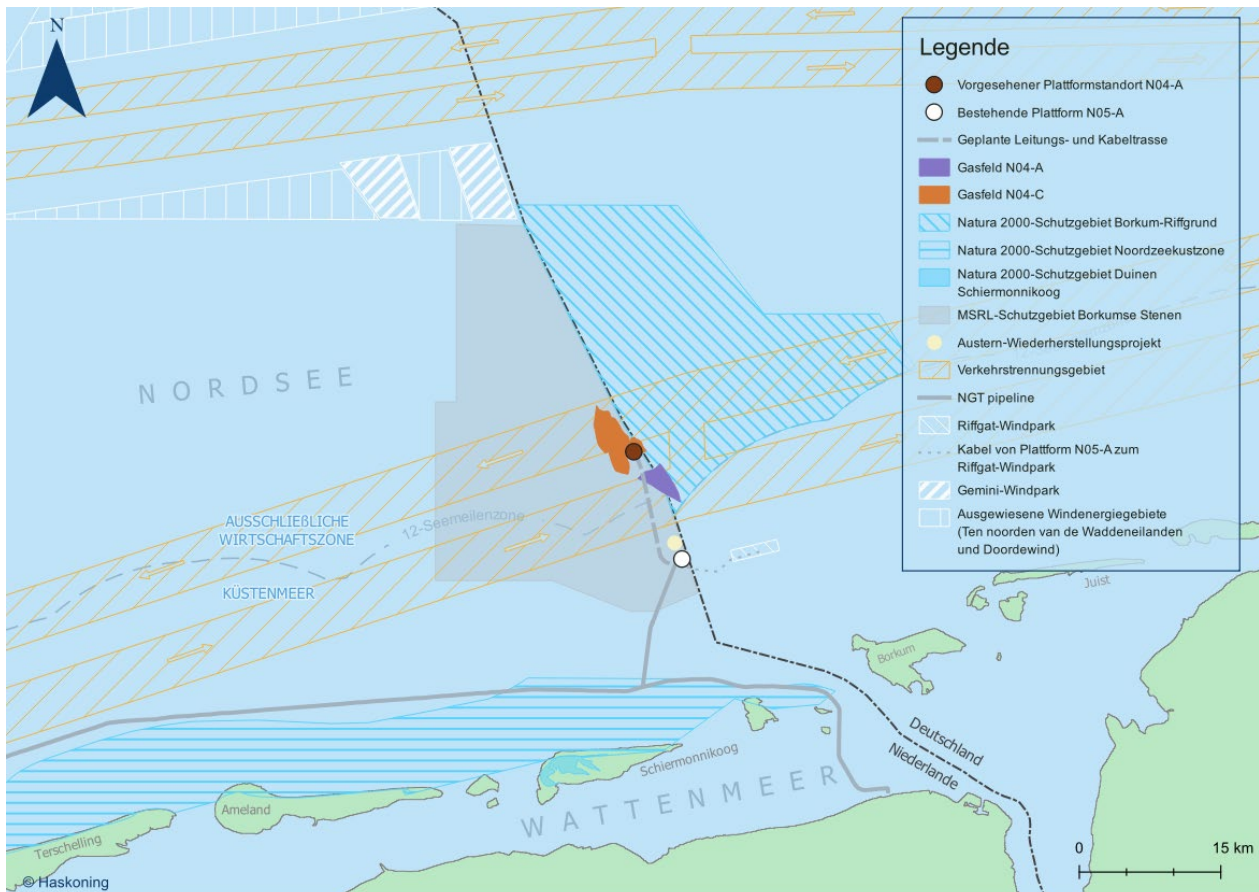 N
Legende
Vorgesehener Plattformstandort N04-A
Bestehende Plattform N05-A
Geplante Leitungs- und Kabeltrasse
Gasfeld N04-A
Gasfeld N04-C
Natura 2000-Schutzgebiet Borkum-Riffgrund
Natura 2000-Schutzgebiet Noordzeekustzone
Natura 2000-Schutzgebiet Duinen
Schiermonnikoog
MSRL-Schutzgebiet Borkumse Stenen
Austern-Wiederherstellungsprojekt
Verkehrstrennungsgebiet
NGT pipeline
Riffgat-Windpark
Kabel von Plattform N05-A zum
Riffgat-Windpark
Gemini-Windpark
Ausgewiesene Windenergiegebiete
(Ten noorden van de Waddeneilanden
und Doordewind)
NORDSEE
12-Seemeilenzone
AUSSCHLIEẞLICHE
WIRTSCHAFTSZONE
KÜSTENMEER
Juist
Borkum
Deutschland
Niederlande
Schiermonnikoog
WATTENMEER
Ameland
Terschelling
0
15 km
© Haskoning